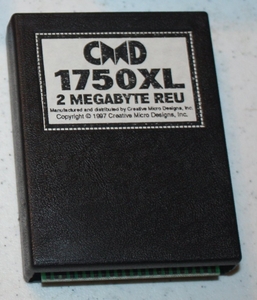 CMD
1750XL
2 MEGABYTE REU
Manufactured and distributed by Creative Micro Designs, Inc.
Copyright © 1997 Creative Micro Designs, Inc.